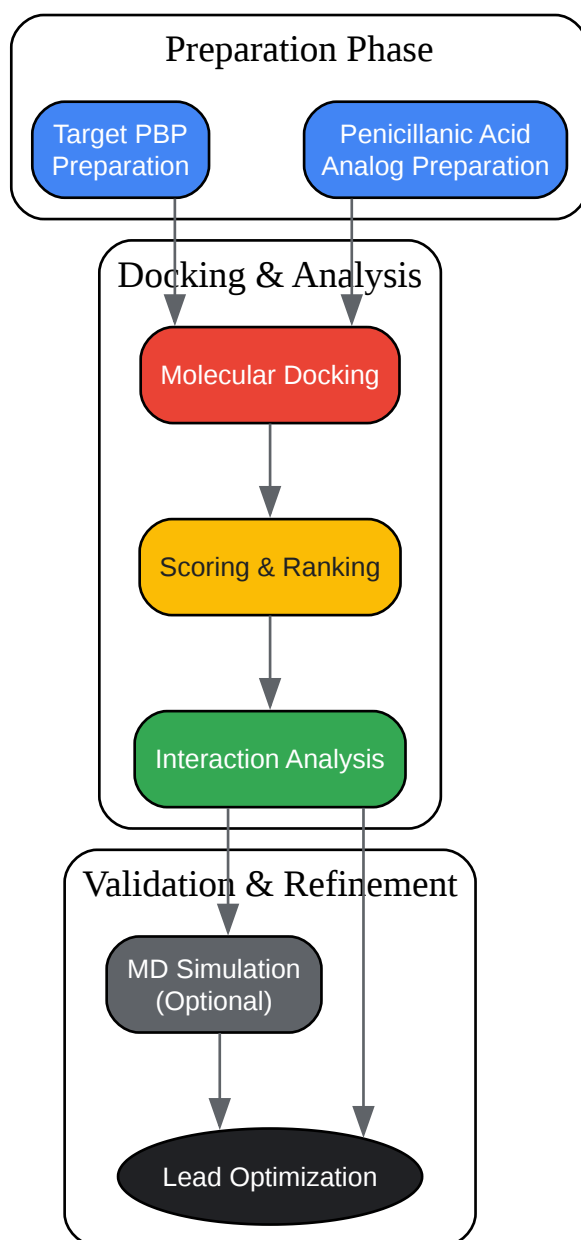 Preparation Phase
Target PBP
Preparation
Penicillanic Acid
Analog Preparation
Docking & Analysis
Molecular Docking
Scoring & Ranking
Interaction Analysis
Validation & Refinement
MD Simulation
(Optional)
Lead Optimization